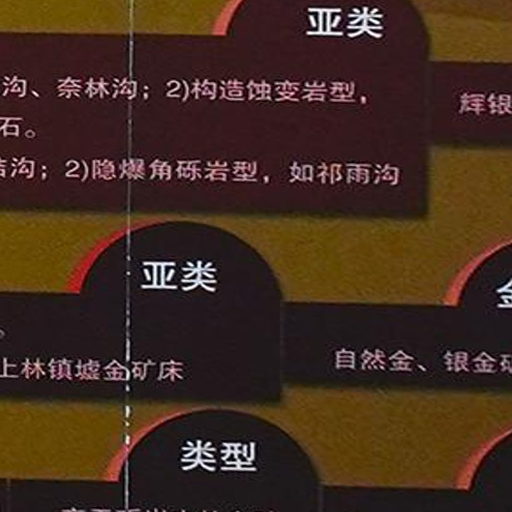 亚类
沟、奈林沟；2)构造蚀变岩型，
辉银
石。
沟；2)隐爆角砾岩型，如祁雨沟
亚类
上林镇墟金矿床
自然金、银金矿
类型